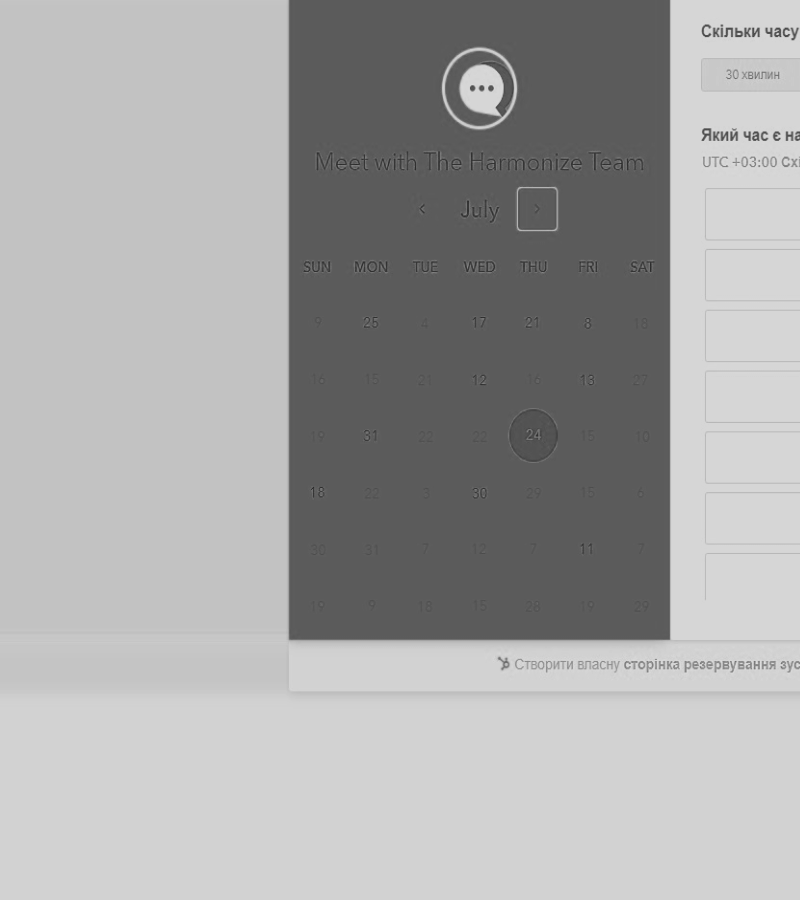 Meet with The Harmonize Team
July
SUN MON TUE WED THU FRI SAT
9 25 4 17 21 8 18
16 15 21 12 16 13 27
19 31 22 22 24 15 10
18 22 3 30 29 15 6
30 31 7 12 7 11 7
19 9 18 15 28 19 29
Скільки часу
30 хвилин
Який час є на
UTC +03:00 Схі
Створити власну сторінка резервування зус